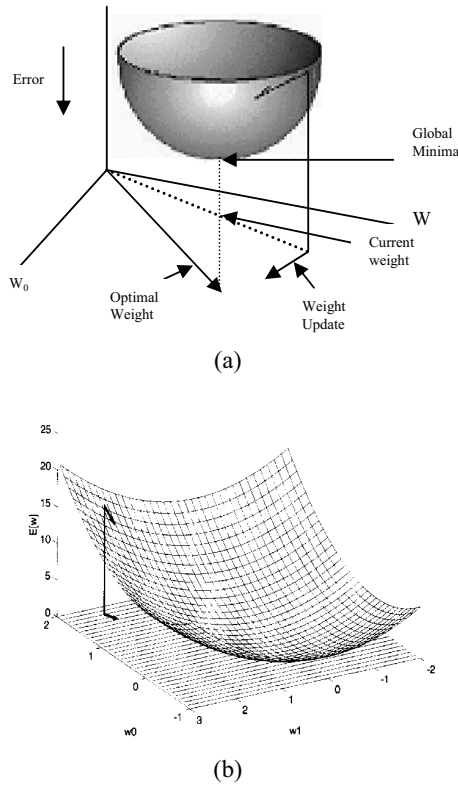 Error
Global
Minima
W
Current
weight
W₀
Optimal
Weight
Weight
Update
(a)
25
20
15
10
5
0
E[w]
2
1
0
-1
w0
3
2
1
0
-1
-2
w1
(b)